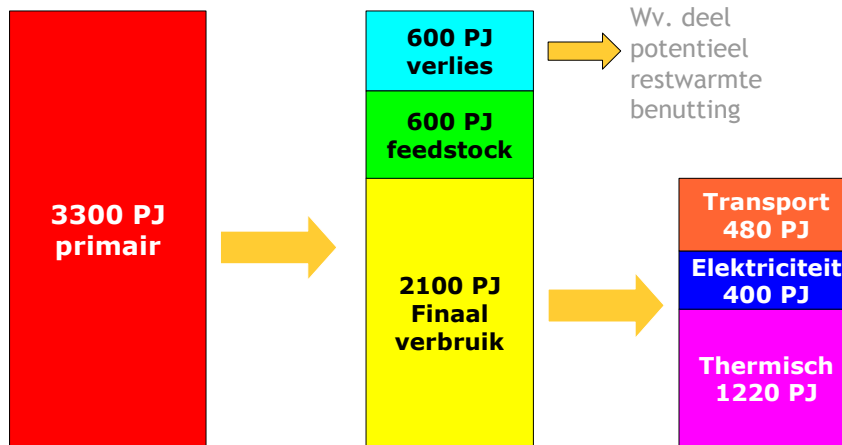 3300 PJ
primair
600 PJ
verlies
600 PJ
feedstock
2100 PJ
Finaal
verbruik
Wv. deel
potentieel
restwarmte
benutting
Transport
480 PJ
Elektriciteit
400 PJ
Thermisch
1220 PJ